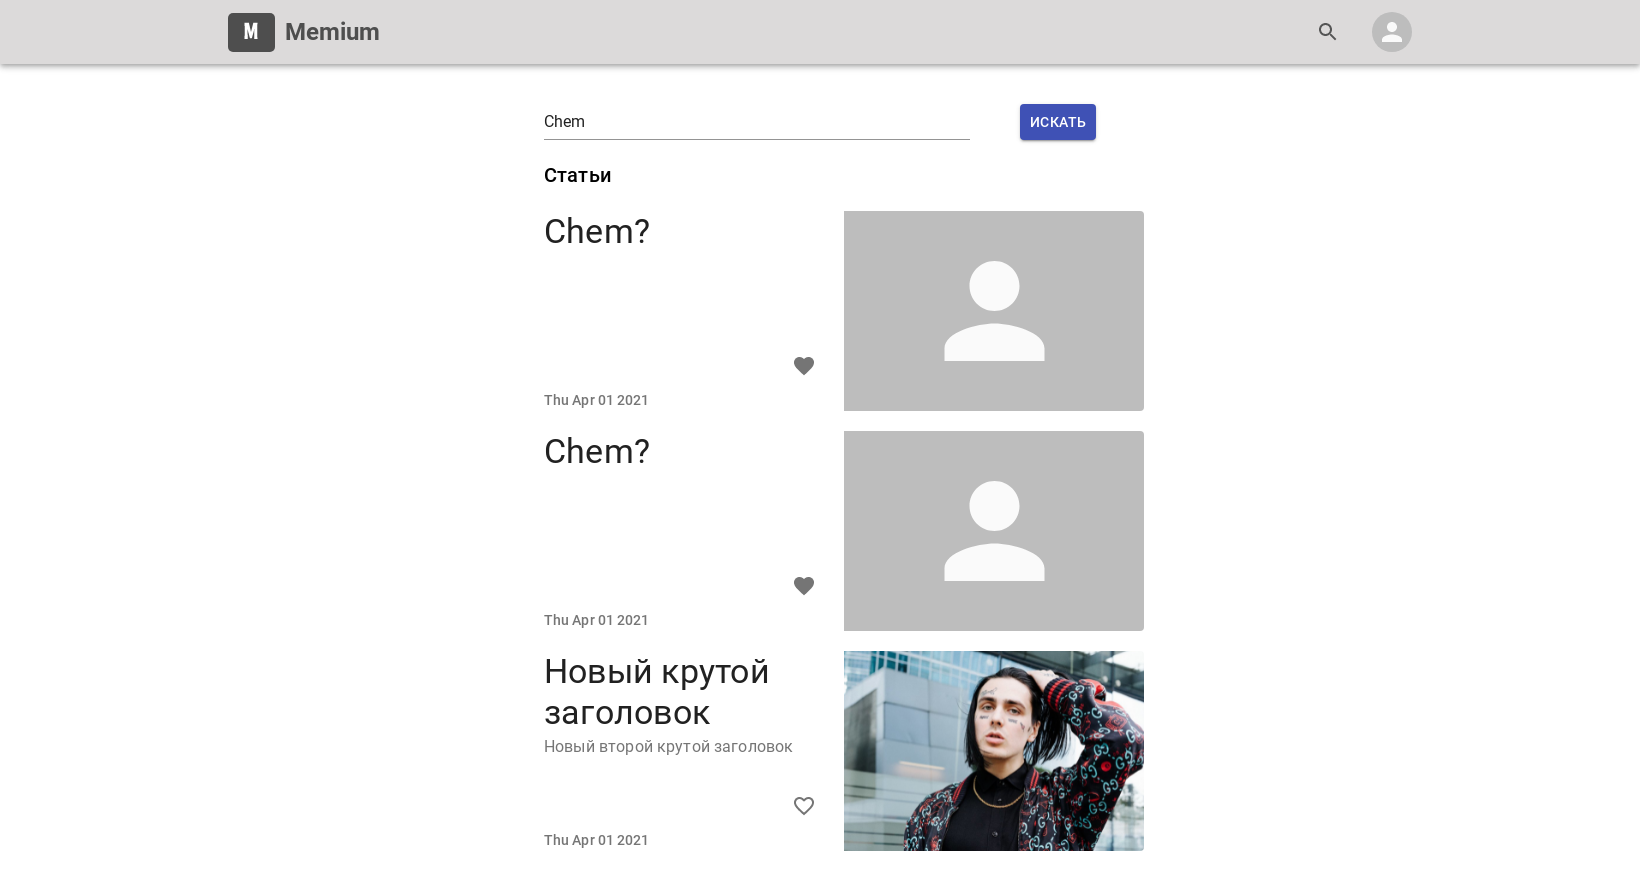 M Memium
Chem
ИСКАТЬ
Статьи
Chem?
Thu Apr 01 2021
Chem?
Thu Apr 01 2021
Новый крутой
заголовок
Новый второй крутой заголовок
Thu Apr 01 2021